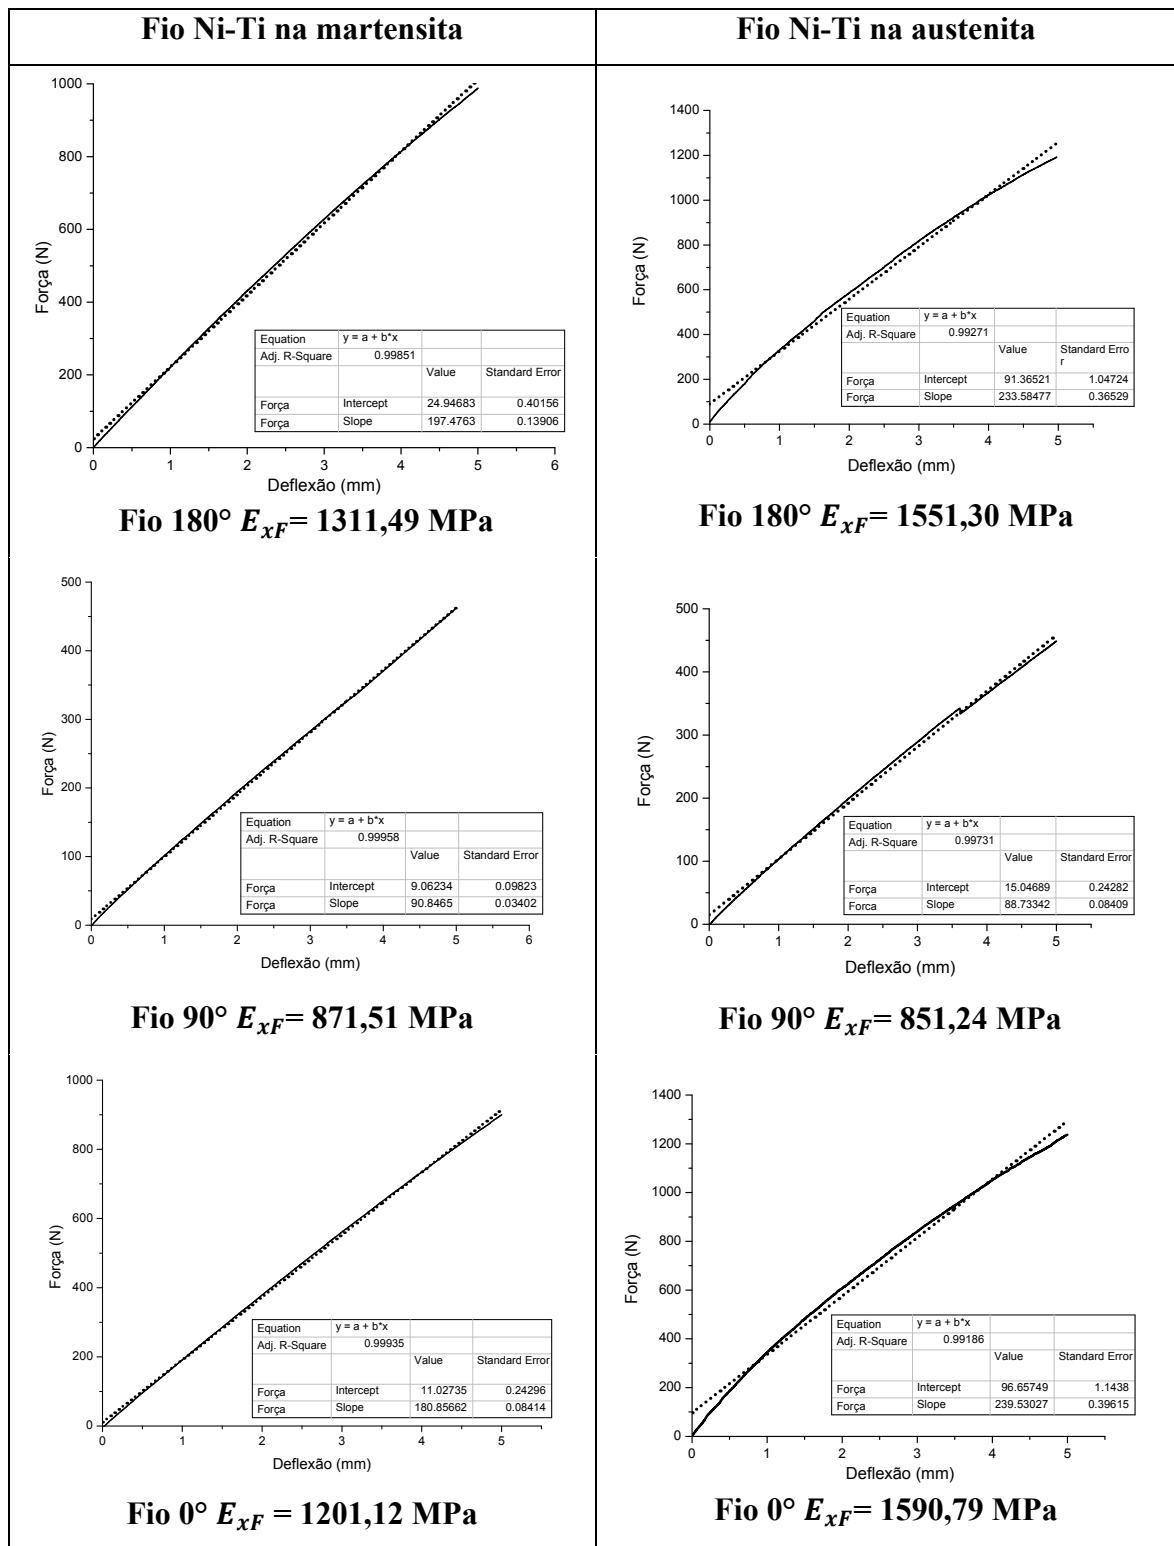 Fio Ni-Ti na martensita
Fio Ni-Ti na austenita
1000
800
600
400
200
0
Força (N)
0 1 2 3 4 5 6
Deflexão (mm)
Equation y = a + b*x
Adj. R-Square 0.99851
Value Standard Error
Força Intercept 24.94683 0.40156
Força Slope 197.4763 0.13906
Fio 180° E_xF= 1311,49 MPa
1400
1200
1000
800
600
400
200
0
Força (N)
0 1 2 3 4 5
Deflexão (mm)
Equation y = a + b*x
Adj. R-Square 0.99271
Value Standard Erro
r
Força Intercept 91.36521 1.04724
Força Slope 233.58477 0.36529
Fio 180° E_xF= 1551,30 MPa
500
400
300
200
100
0
Força (N)
0 1 2 3 4 5 6
Deflexão (mm)
Equation y = a + b*x
Adj. R-Square 0.99958
Value Standard Error
Força Intercept 9.06234 0.09823
Força Slope 90.8465 0.03402
Fio 90° E_xF= 871,51 MPa
500
400
300
200
100
0
Força (N)
0 1 2 3 4 5
Deflexão (mm)
Equation y = a + b*x
Adj. R-Square 0.99731
Value Standard Error
Força Intercept 15.04689 0.24282
Forca Slope 88.73342 0.08409
Fio 90° E_xF= 851,24 MPa
1000
800
600
400
200
0
Força (N)
0 1 2 3 4 5
Deflexão (mm)
Equation y = a + b*x
Adj. R-Square 0.99935
Value Standard Error
Força Intercept 11.02735 0.24296
Força Slope 180.85662 0.08414
Fio 0° E_xF = 1201,12 MPa
1400
1200
1000
800
600
400
200
0
Força (N)
0 1 2 3 4 5
Deflexão (mm)
Equation y = a + b*x
Adj. R-Square 0.99186
Value Standard Error
Força Intercept 96.65749 1.1438
Força Slope 239.53027 0.39615
Fio 0° E_xF= 1590,79 MPa